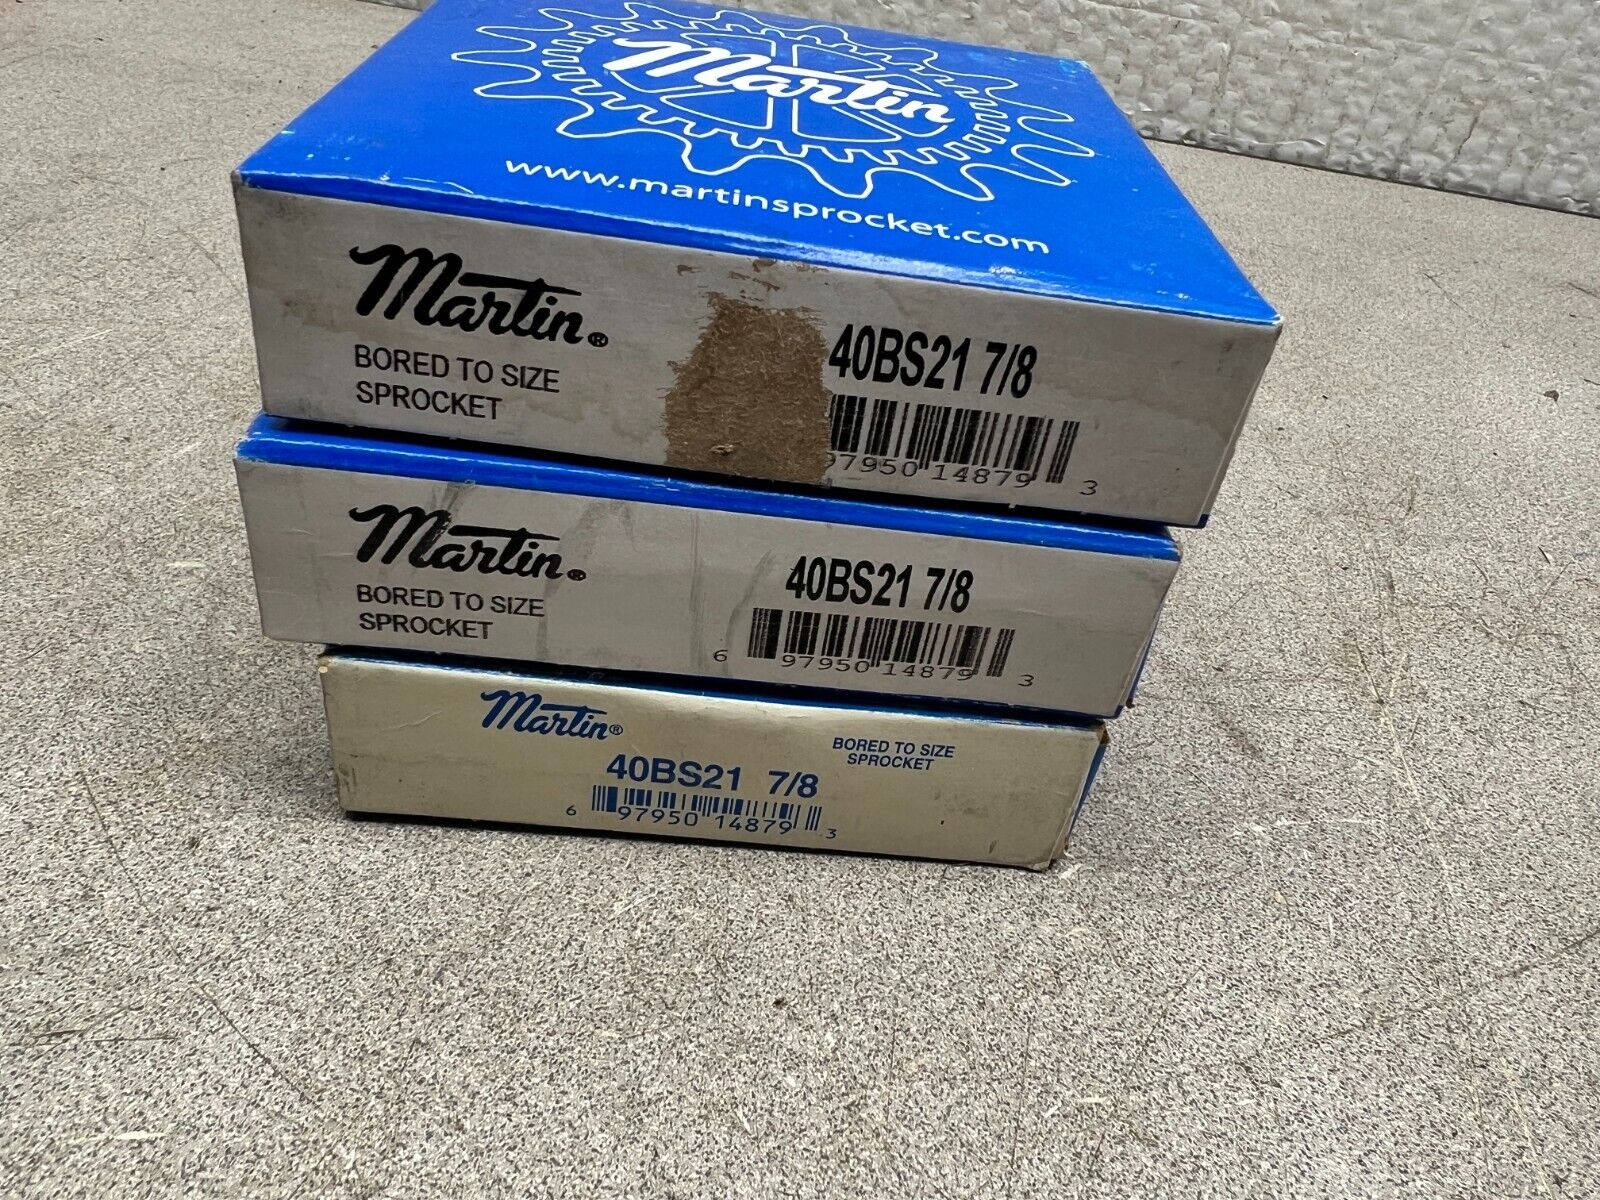 Martin
www.martinsprocket.com
Martin®
BORED TO SIZE
SPROCKET
40BS21 7/8
97950 14879 3
Martin®
BORED TO SIZE
SPROCKET
40BS21 7/8
6 97950 14879 3
Martin®
BORED TO SIZE
SPROCKET
40BS21 7/8
6 97950 14879 3